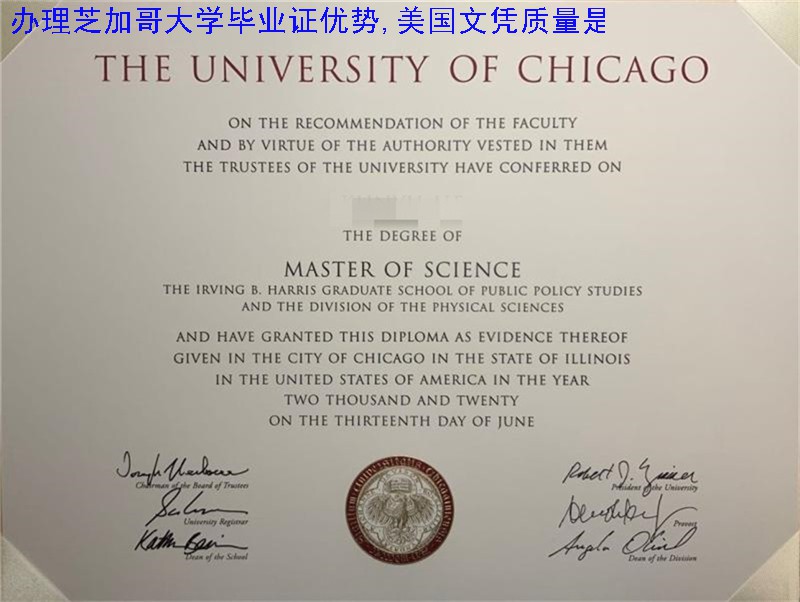 办理芝加哥大学毕业证优势,美国文凭质量是
THE UNIVERSITY OF CHICAGO
ON THE RECOMMENDATION OF THE FACULTY
AND BY VIRTUE OF THE AUTHORITY VESTED IN THEM
THE TRUSTEES OF THE UNIVERSITY HAVE CONFERRED ON
THE DEGREE OF
MASTER OF SCIENCE
THE IRVING B. HARRIS GRADUATE SCHOOL OF PUBLIC POLICY STUDIES
AND THE DIVISION OF THE PHYSICAL SCIENCES
AND HAVE GRANTED THIS DIPLOMA AS EVIDENCE THEREOF
GIVEN IN THE CITY OF CHICAGO IN THE STATE OF ILLINOIS
IN THE UNITED STATES OF AMERICA IN THE YEAR
TWO THOUSAND AND TWENTY
ON THE THIRTEENTH DAY OF JUNE
Chairman of the Board of Trustees
University Registrar
Dean of the School
Robert J.
President of the University
Provost
Dean of the Division